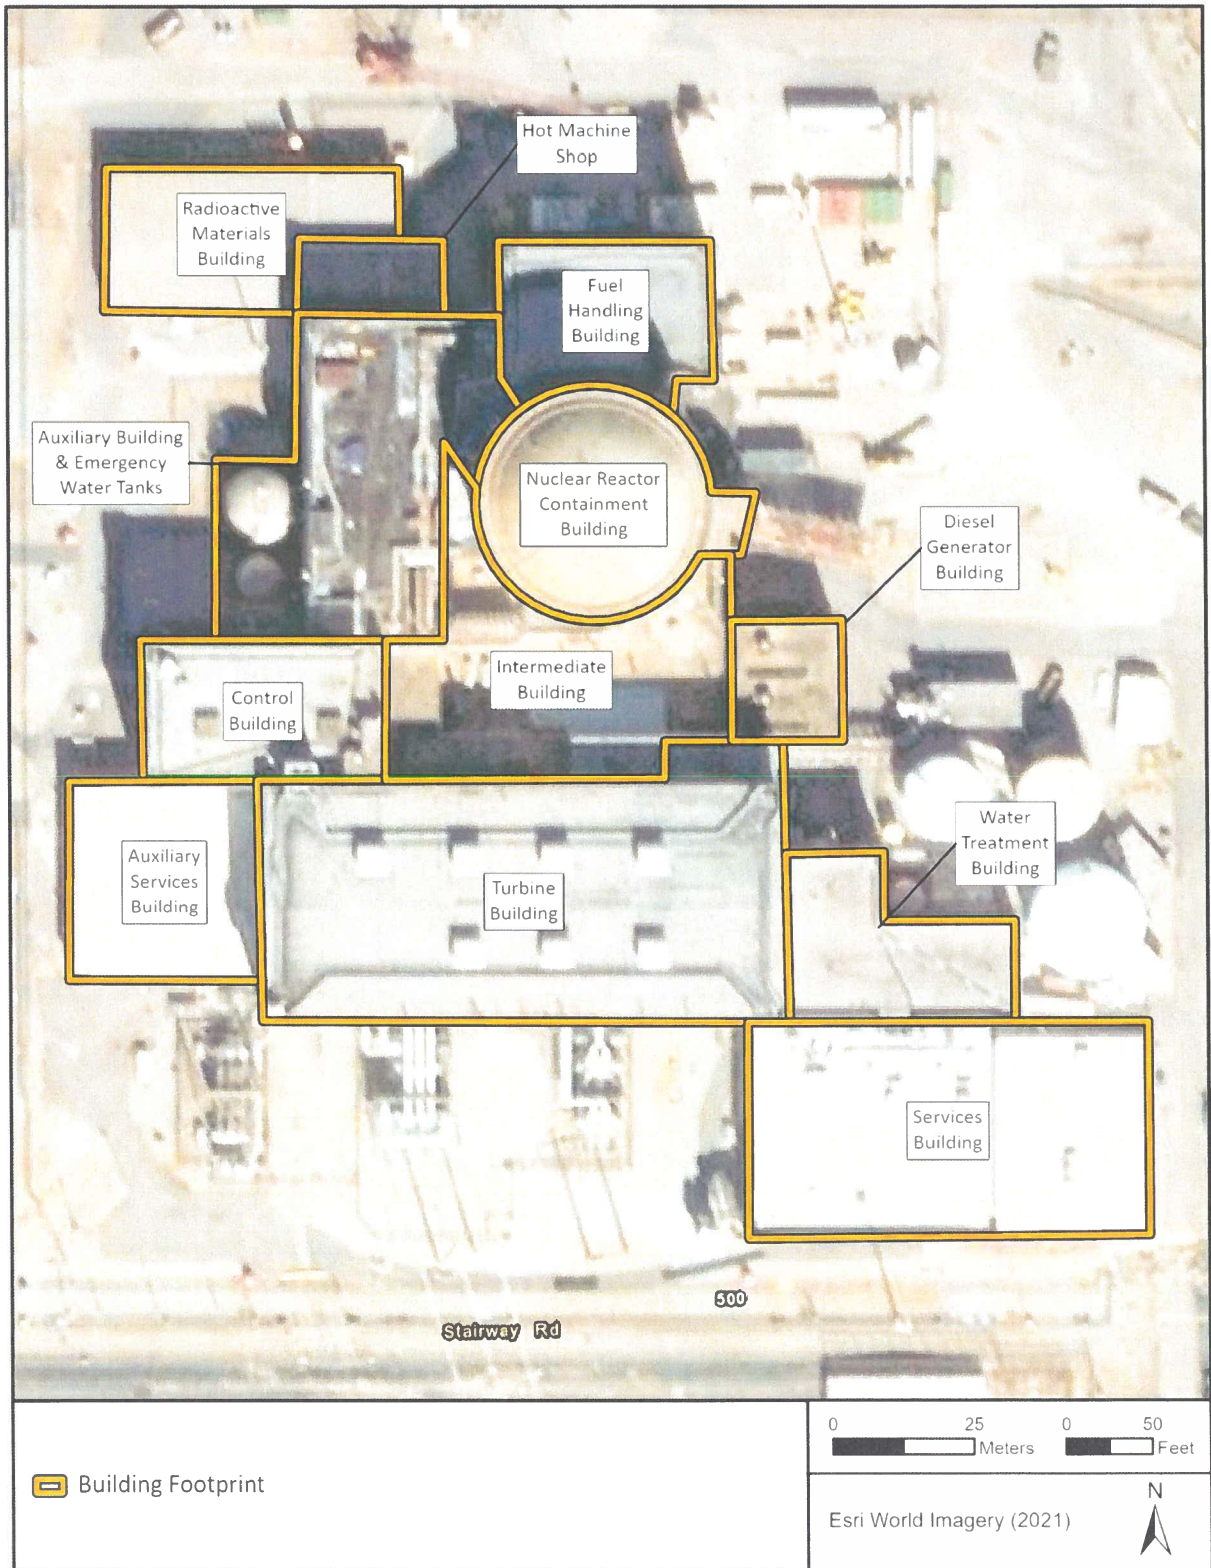 Hot Machine
Shop
Radioactive
Materials
Building
Fuel
Handling
Building
Auxiliary Building
& Emergency
Water Tanks
Nuclear Reactor
Containment
Building
Diesel
Generator
Building
Intermediate
Building
Control
Building
Water
Treatment
Building
Auxiliary
Services
Building
Turbine
Building
Services
Building
500
Stairway Rd
Building Footprint
0 25 Meters
0 50 Feet
Esri World Imagery (2021)
N